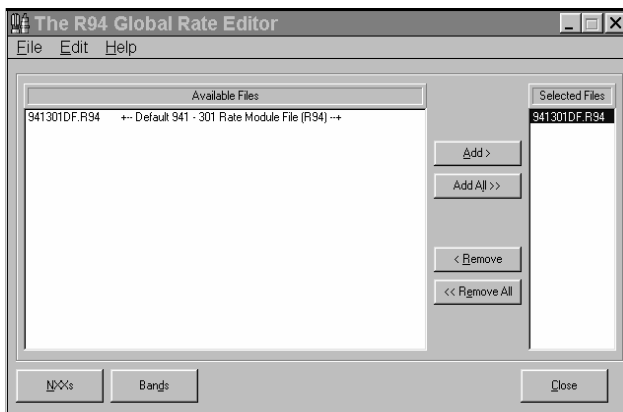 The R94 Global Rate Editor
File Edit Help
Available Files
Selected Files
941301DF.R94 +-- Default 941 - 301 Rate Module File (R94) --+
941301DF.R94
Add >
Add All >>
< Remove
<< Remove All
NXXs
Bands
Close